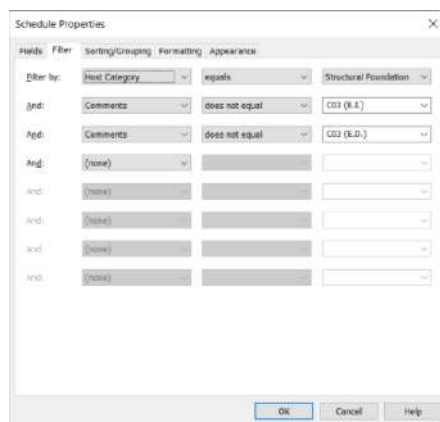 Schedule Properties
Fields Filter Sorting/Grouping Formatting Appearance
Filter by: Host Category equals Structural Foundation
And: Comments does not equal C03 (E.I.)
And: Comments does not equal C03 (E.D.)
And: (none)
And: (none)
And: (none)
And: (none)
And: (none)
OK Cancel Help